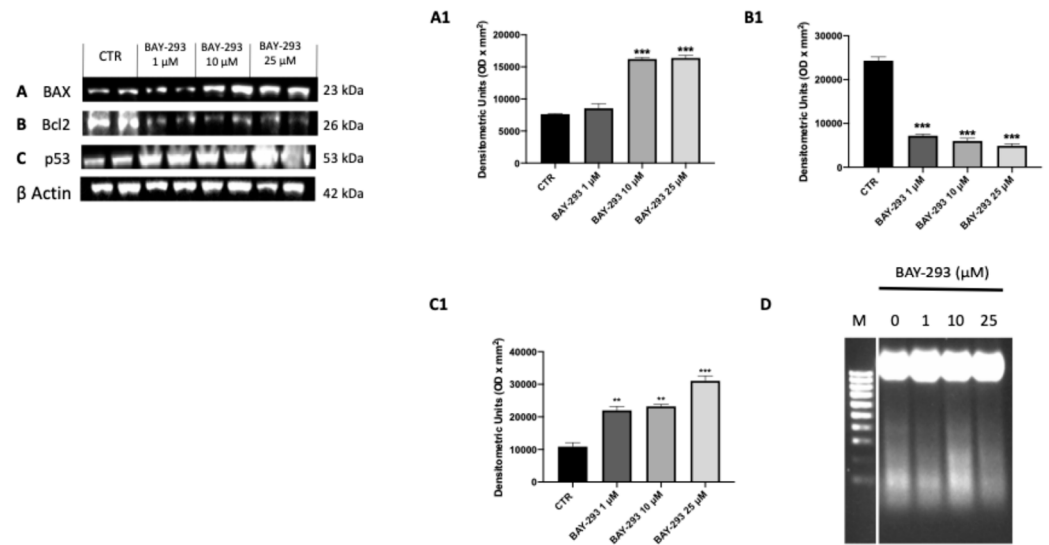 CTR
BAY-293
1 µM
BAY-293
10 µM
BAY-293
25 µM
A BAX 23 kDa
B Bcl2 26 kDa
C p53 53 kDa
β Actin 42 kDa
A1
Densitometric Units (OD x mm²)
20000
15000
10000
5000
0
***
***
CTR
BAY-293 1 µM
BAY-293 10 µM
BAY-293 25 µM
B1
Densitometric Units (OD x mm²)
30000
20000
10000
0
***
***
***
CTR
BAY-293 1 µM
BAY-293 10 µM
BAY-293 25 µM
C1
Densitometric Units (OD x mm²)
40000
30000
20000
10000
0
**
**
***
CTR
BAY-293 1 µM
BAY-293 10 µM
BAY-293 25 µM
D
BAY-293 (µM)
M 0 1 10 25